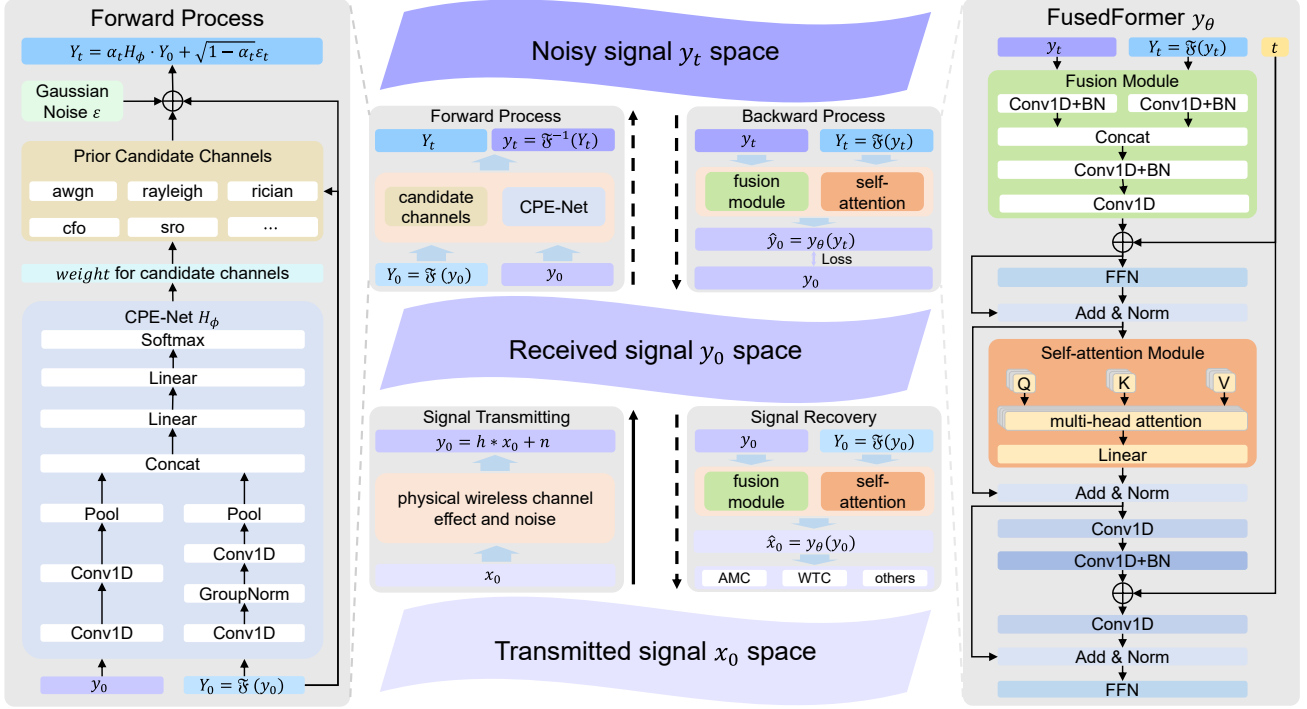 Forward Process
Y_t = α_t H_ϕ · Y_0 + √(1 − α_t) ε_t
Gaussian
Noise ε
Prior Candidate Channels
awgn rayleigh rician
cfo sro ...
weight for candidate channels
CPE-Net H_ϕ
Softmax
Linear
Linear
Concat
Pool Pool
Conv1D
Conv1D
GroupNorm
Conv1D Conv1D
y_0 Y_0 = 𝔉 (y_0)
Noisy signal y_t space
Forward Process
Y_t y_t = 𝔉⁻¹(Y_t)
candidate
channels
CPE-Net
Y_0 = 𝔉 (y_0) y_0
Backward Process
y_t Y_t = 𝔉(y_t)
fusion
module
self-
attention
ŷ_0 = y_θ(y_t)
Loss
y_0
Received signal y_0 space
Signal Transmitting
y_0 = h ∗ x_0 + n
physical wireless channel
effect and noise
x_0
Signal Recovery
y_0 Y_0 = 𝔉(y_0)
fusion
module
self-
attention
x̂_0 = y_θ(y_0)
AMC WTC others
Transmitted signal x_0 space
FusedFormer y_θ
y_t Y_t = 𝔉(y_t) t
Fusion Module
Conv1D+BN Conv1D+BN
Concat
Conv1D+BN
Conv1D
FFN
Add & Norm
Self-attention Module
Q K V
multi-head attention
Linear
Add & Norm
Conv1D
Conv1D+BN
Conv1D
Add & Norm
FFN